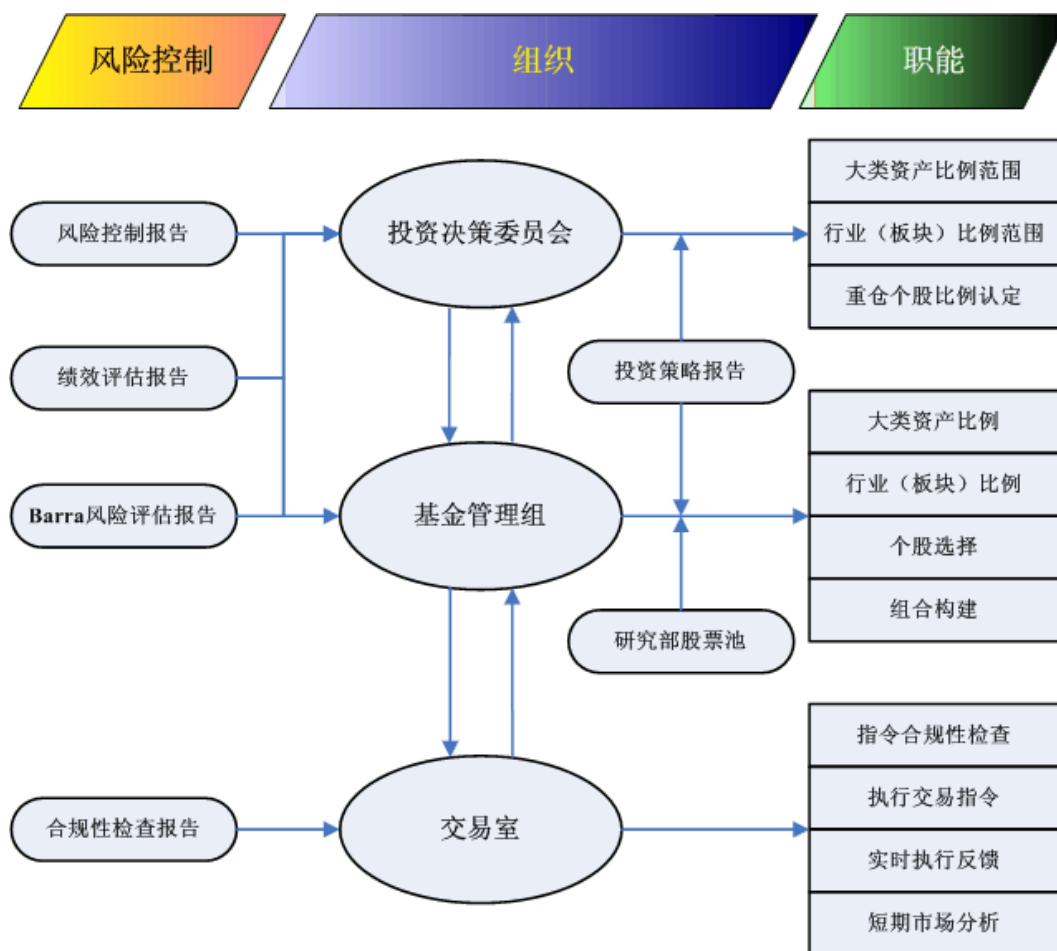 风险控制
组织
职能
大类资产比例范围
风险控制报告
投资决策委员会
行业（板块）比例范围
重仓个股比例认定
绩效评估报告
投资策略报告
大类资产比例
行业（板块）比例
Barra风险评估报告
基金管理组
个股选择
组合构建
研究部股票池
指令合规性检查
执行交易指令
合规性检查报告
交易室
实时执行反馈
短期市场分析